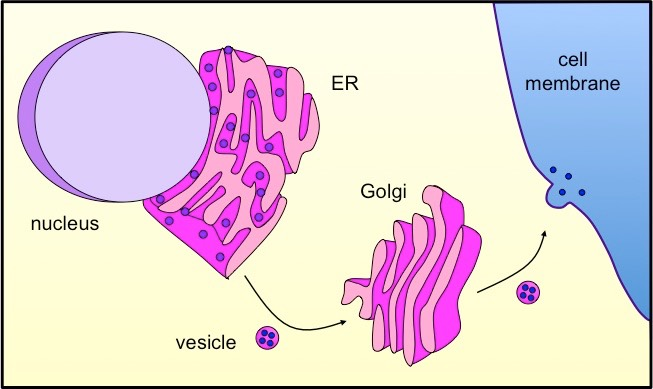 cell
membrane
ER
Golgi
nucleus
vesicle